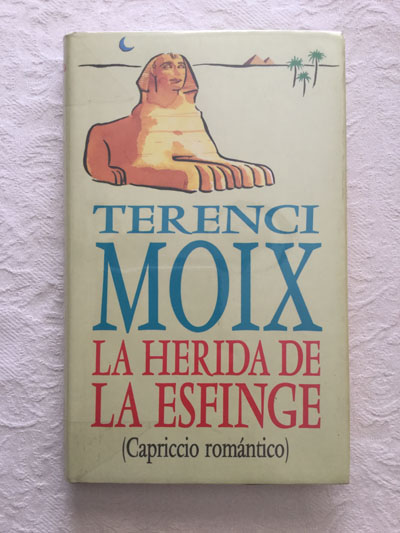 TERENCI
MOIX
LA HERIDA DE
LA ESFINGE
(Capriccio romántico)